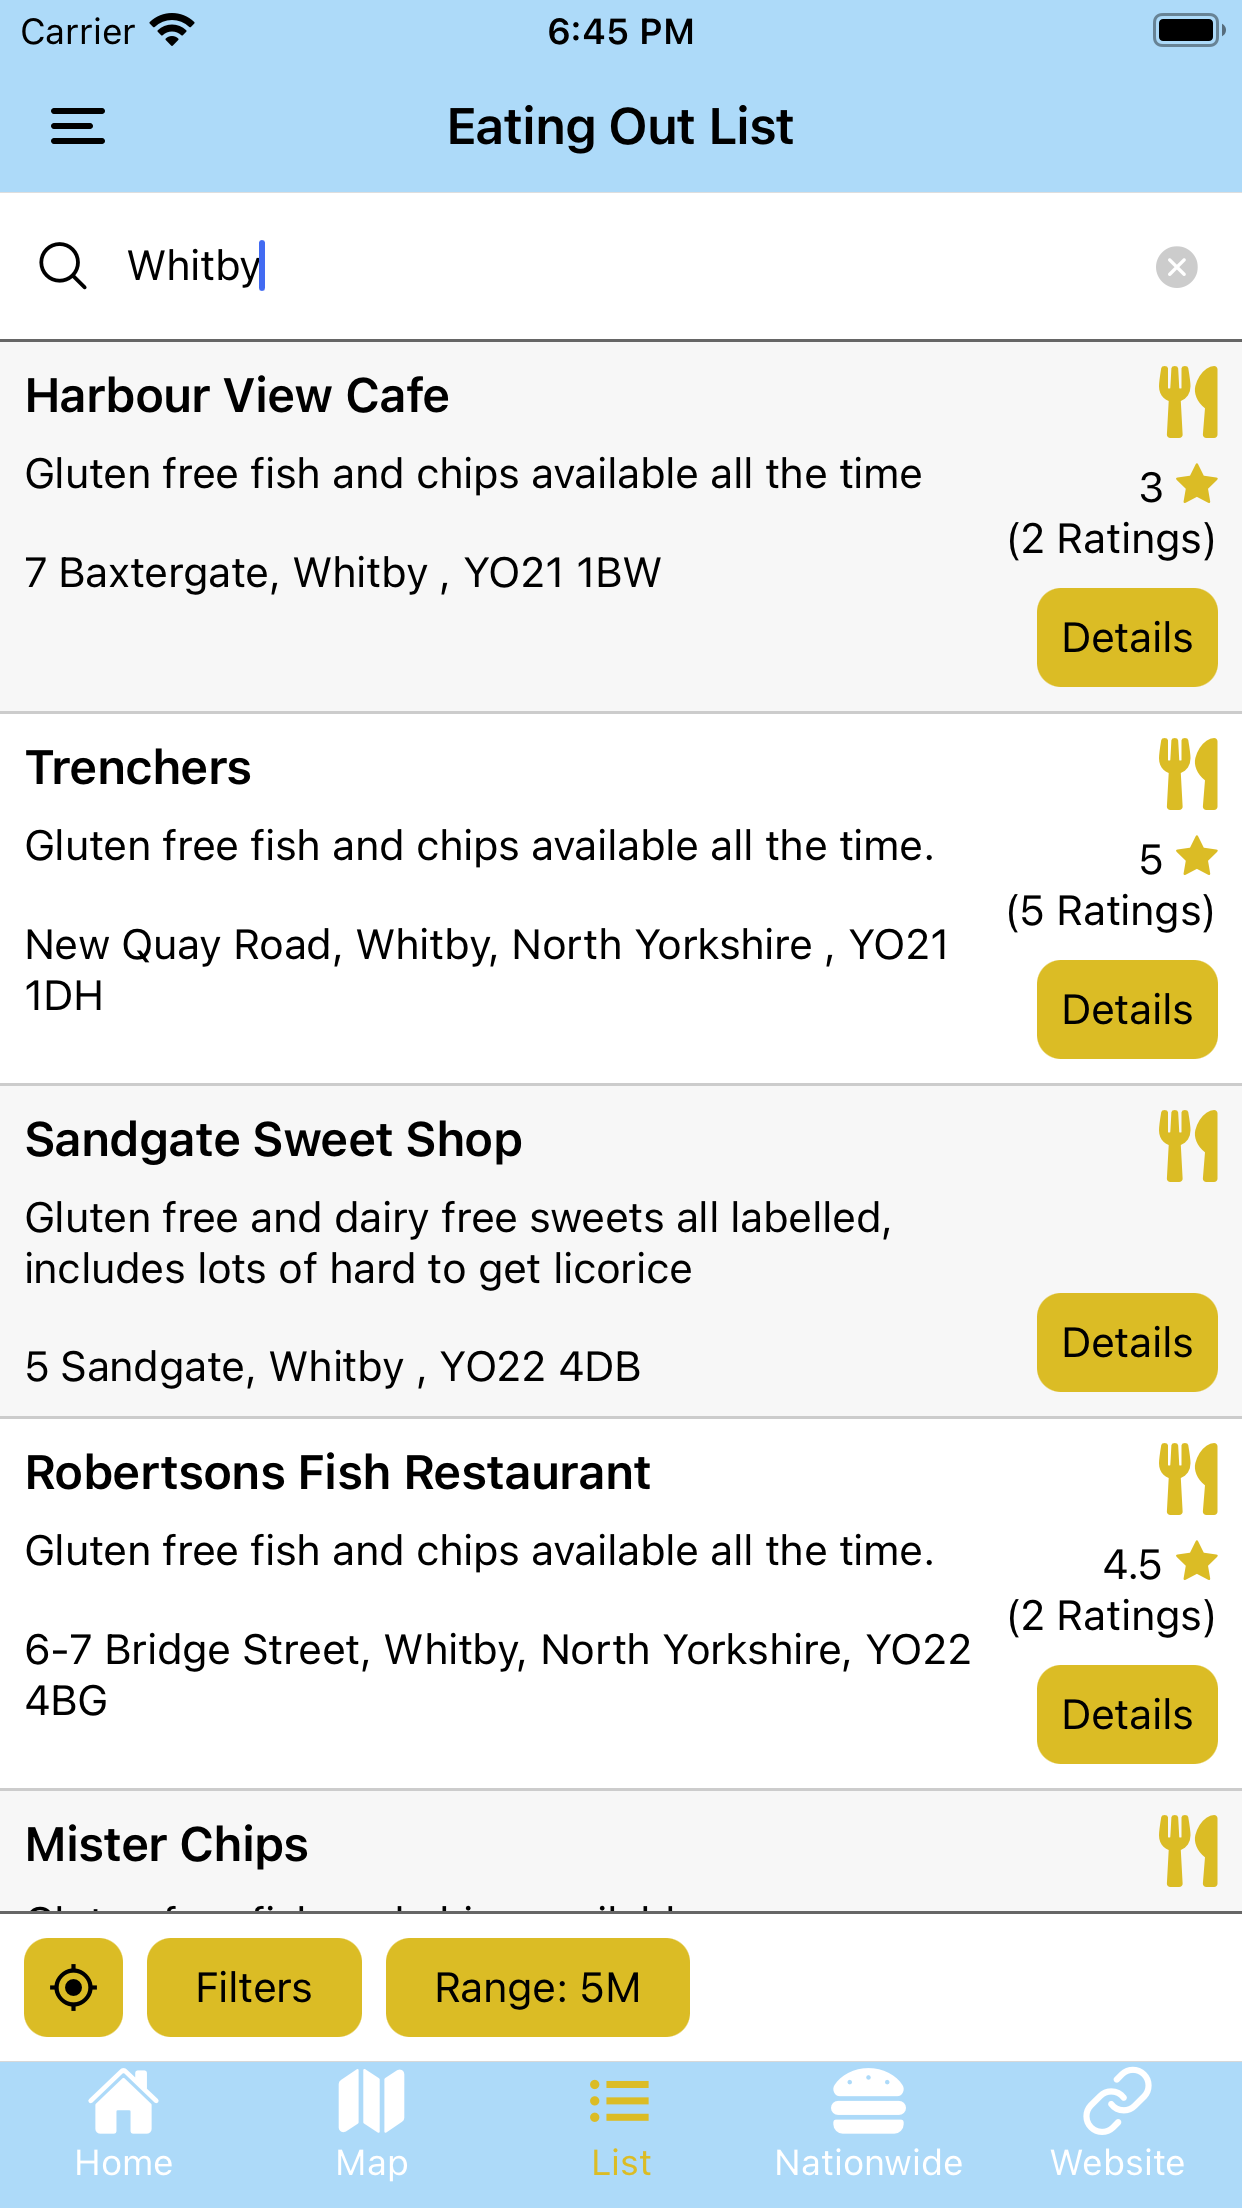 Carrier 6:45 PM
Eating Out List
Whitby
Harbour View Cafe
Gluten free fish and chips available all the time
3
(2 Ratings)
7 Baxtergate, Whitby , YO21 1BW
Details
Trenchers
Gluten free fish and chips available all the time.
5
(5 Ratings)
New Quay Road, Whitby, North Yorkshire , YO21
1DH
Details
Sandgate Sweet Shop
Gluten free and dairy free sweets all labelled,
includes lots of hard to get licorice
5 Sandgate, Whitby , YO22 4DB
Details
Robertsons Fish Restaurant
Gluten free fish and chips available all the time.
4.5
(2 Ratings)
6-7 Bridge Street, Whitby, North Yorkshire, YO22
4BG
Details
Mister Chips
Filters
Range: 5M
Home
Map
List
Nationwide
Website